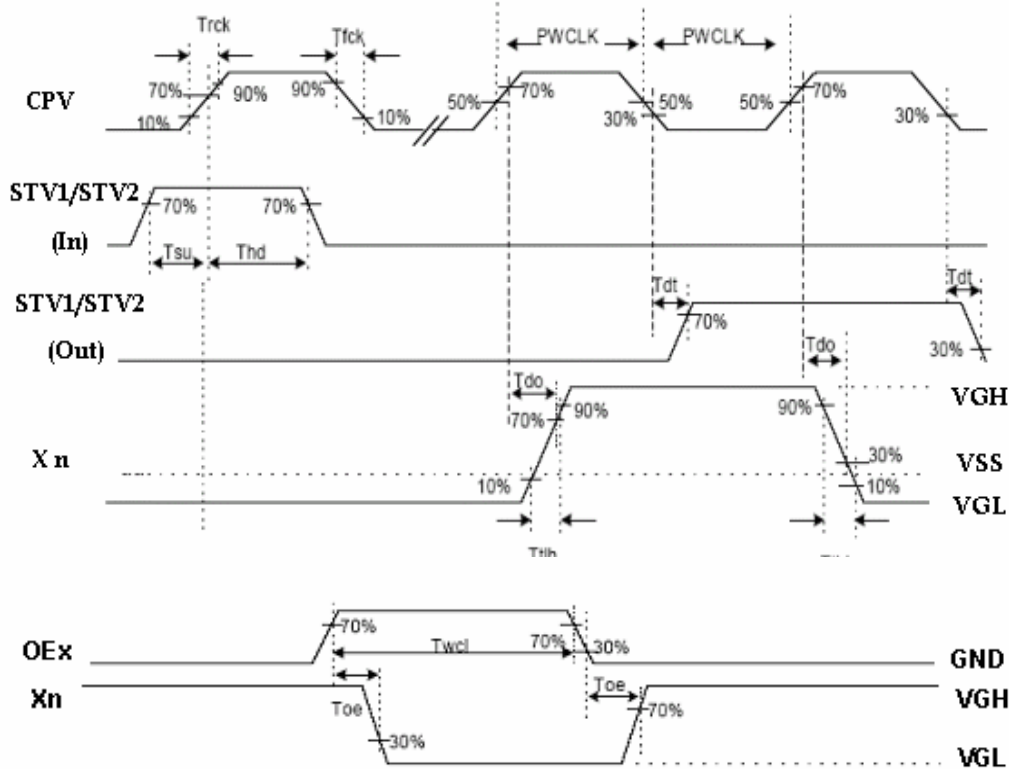 Trck Tfck PWCLK PWCLK
CPV 70% 90% 90% 70% 70%
10% 10% 50% 30% 50% 50% 30%
STV1/STV2 70% 70%
(In) Tsu Thd
STV1/STV2 Tdt Tdt
70%
(Out) Tdo 30%
Tdo VGH
70% 90% 90%
X n 30% VSS
10% 10% VGL
OEx 70% Twcl 70% 30% GND
Xn Toe Toe 70% VGH
30% VGL